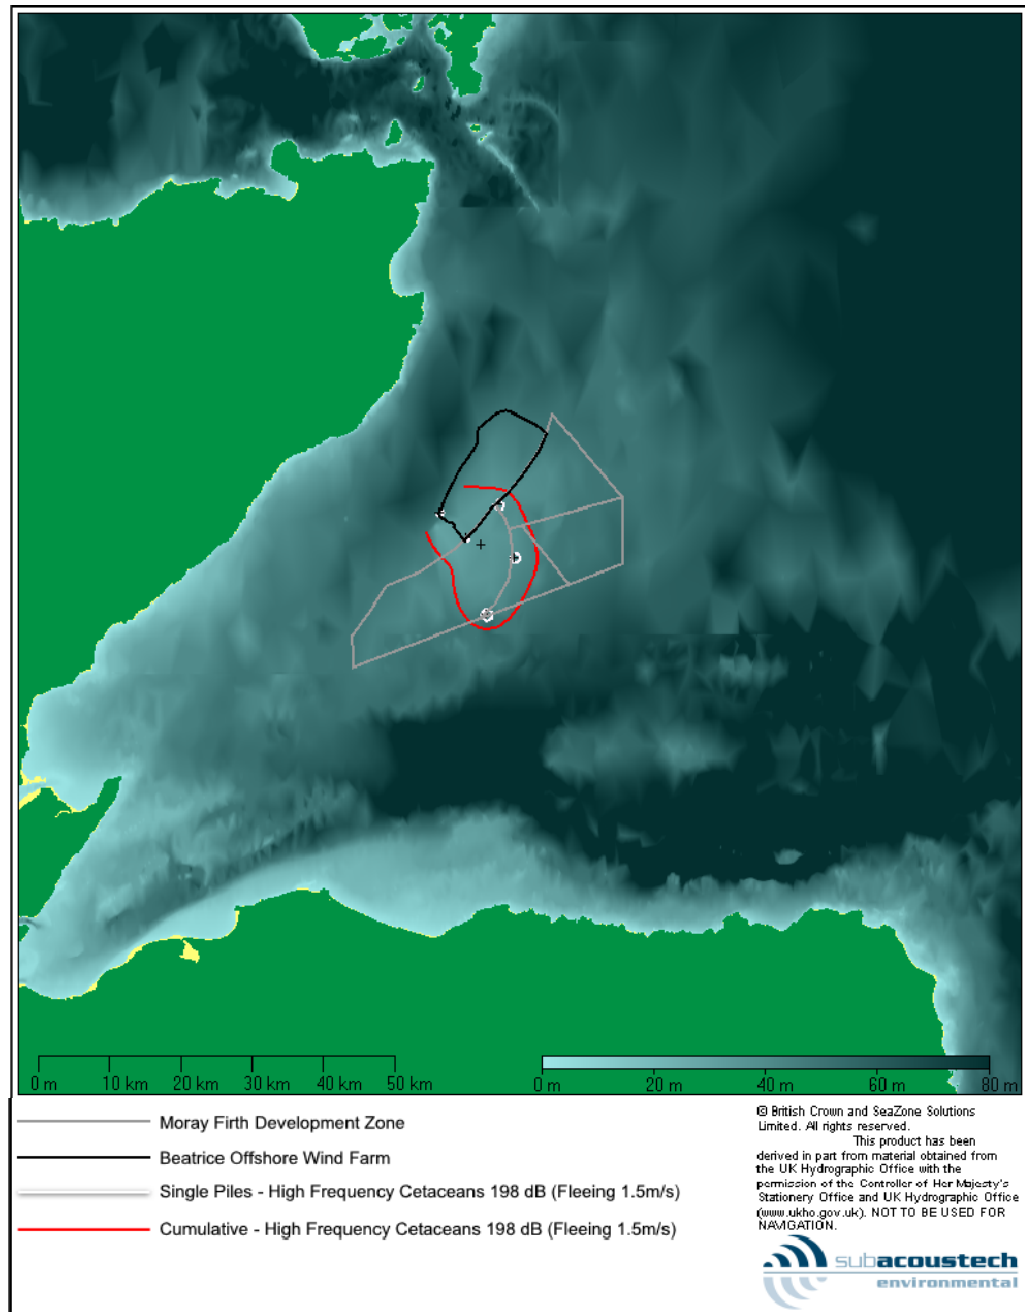 0 m 10 km 20 km 30 km 40 km 50 km
0 m 20 m 40 m 60 m 80 m
Moray Firth Development Zone
Beatrice Offshore Wind Farm
Single Piles - High Frequency Cetaceans 198 dB (Fleeing 1.5m/s)
Cumulative - High Frequency Cetaceans 198 dB (Fleeing 1.5m/s)
© British Crown and SeaZone Solutions
Limited. All rights reserved.
This product has been
derived in part from material obtained from
the UK Hydrographic Office with the
permission of the Controller of Her Majesty's
Stationery Office and UK Hydrographic Office
(www.ukho.gov.uk). NOT TO BE USED FOR
NAVIGATION.
subacoustech
environmental